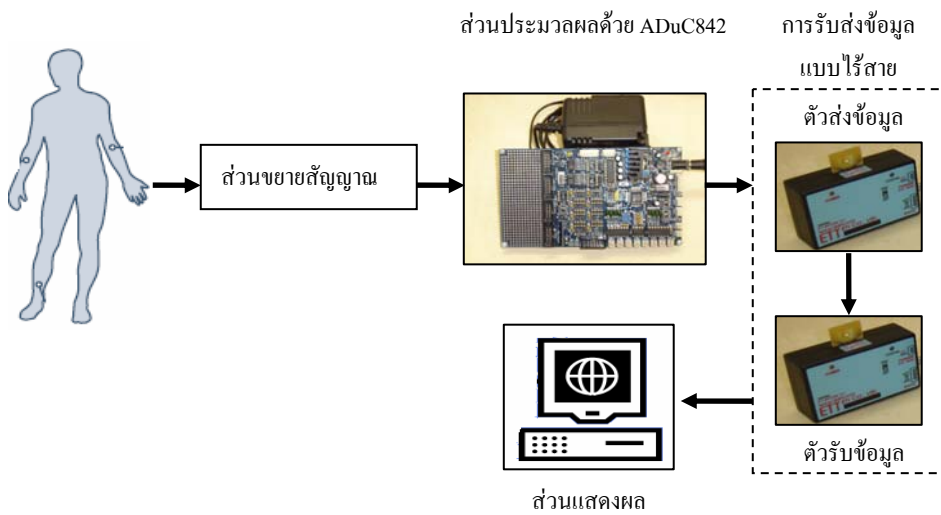 ส่วนประมวลผลด้วย ADuC842
การรับส่งข้อมูล
แบบไร้สาย
ตัวส่งข้อมูล
ส่วนขยายสัญญาณ
ETT
ETT
ตัวรับข้อมูล
ส่วนแสดงผล